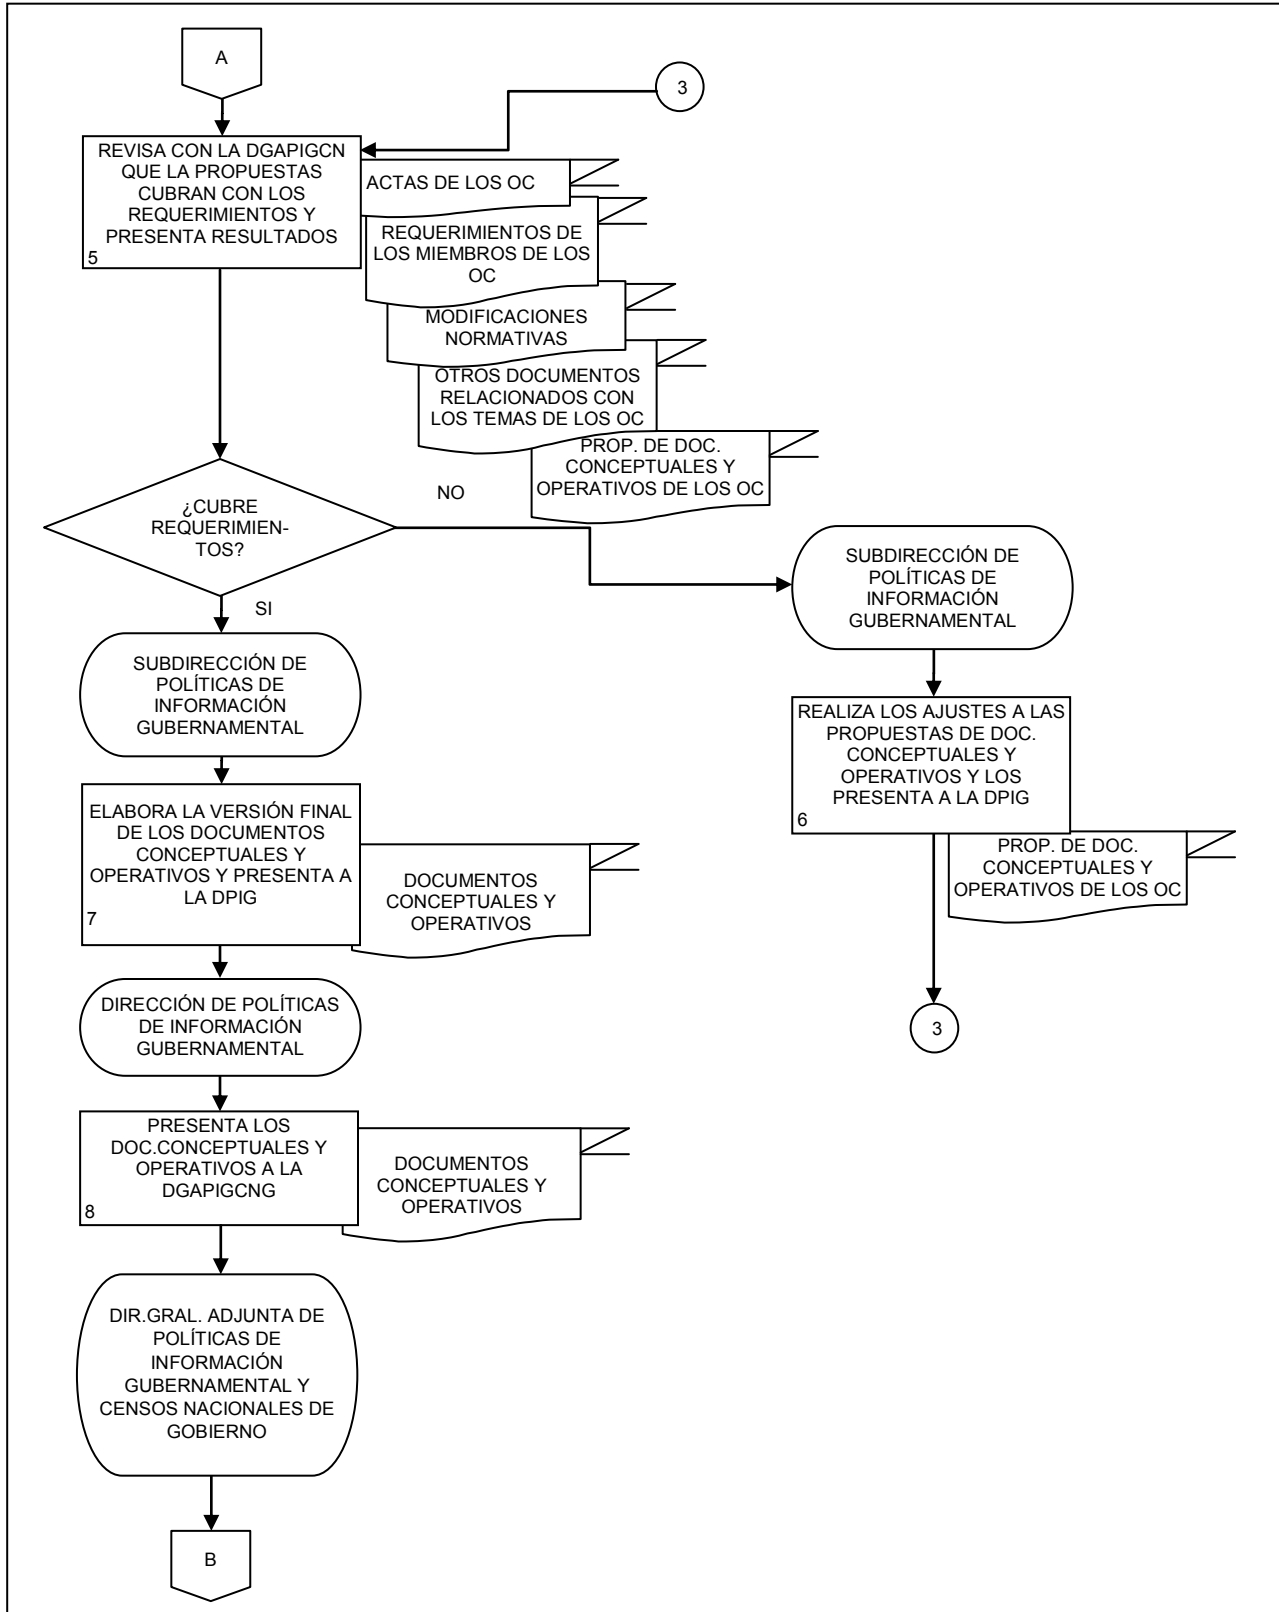 A
3
REVISA CON LA DGAPIGCN
QUE LA PROPUESTAS
CUBRAN CON LOS
REQUERIMIENTOS Y
PRESENTA RESULTADOS
5
ACTAS DE LOS OC
REQUERIMIENTOS DE
LOS MIEMBROS DE LOS
OC
MODIFICACIONES
NORMATIVAS
OTROS DOCUMENTOS
RELACIONADOS CON
LOS TEMAS DE LOS OC
PROP. DE DOC.
CONCEPTUALES Y
OPERATIVOS DE LOS OC
¿CUBRE
REQUERIMIEN-
TOS?
NO
SI
SUBDIRECCIÓN DE
POLÍTICAS DE
INFORMACIÓN
GUBERNAMENTAL
REALIZA LOS AJUSTES A LAS
PROPUESTAS DE DOC.
CONCEPTUALES Y
OPERATIVOS Y LOS
PRESENTA A LA DPIG
6
PROP. DE DOC.
CONCEPTUALES Y
OPERATIVOS DE LOS OC
3
SUBDIRECCIÓN DE
POLÍTICAS DE
INFORMACIÓN
GUBERNAMENTAL
ELABORA LA VERSIÓN FINAL
DE LOS DOCUMENTOS
CONCEPTUALES Y
OPERATIVOS Y PRESENTA A
LA DPIG
7
DOCUMENTOS
CONCEPTUALES Y
OPERATIVOS
DIRECCIÓN DE POLÍTICAS
DE INFORMACIÓN
GUBERNAMENTAL
PRESENTA LOS
DOC.CONCEPTUALES Y
OPERATIVOS A LA
DGAPIGCNG
8
DOCUMENTOS
CONCEPTUALES Y
OPERATIVOS
DIR.GRAL. ADJUNTA DE
POLÍTICAS DE
INFORMACIÓN
GUBERNAMENTAL Y
CENSOS NACIONALES DE
GOBIERNO
B